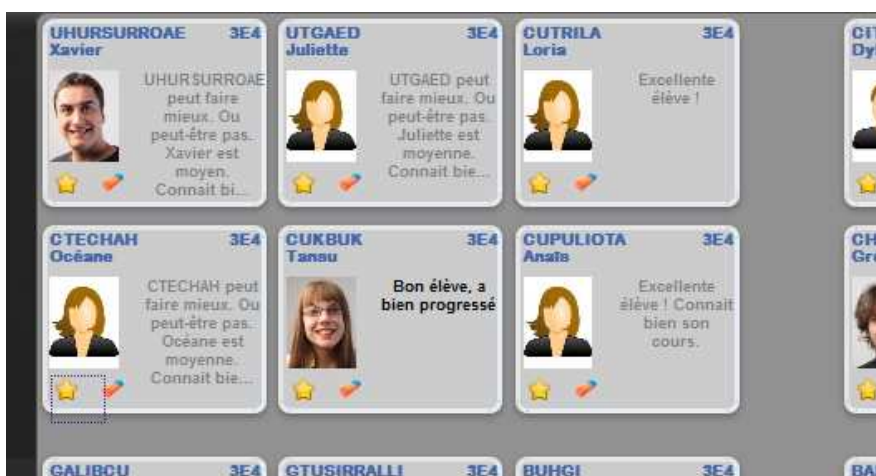 UHURSURROAE 3E4
Xavier
UHURSURROAE
peut faire
mieux. Ou
peut-être pas.
Xavier est
moyen.
Connait bi...
UTGAED 3E4
Juliette
UTGAED peut
faire mieux. Ou
peut-être pas.
Juliette est
moyenne.
Connait bie...
CUTRILA 3E4
Loria
Excellente
élève !
CTECHAH 3E4
Océane
CTECHAH peut
faire mieux. Ou
peut-être pas.
Océane est
moyenne.
Connait bie...
CUKBUK 3E4
Tansu
Bon élève, a
bien progressé
CUPULIOTA 3E4
Anaïs
Excellente
élève ! Connait
bien son
cours.
GALIBCU 3E4
GTUSIRRALLI 3E4
BUHGI 3E4